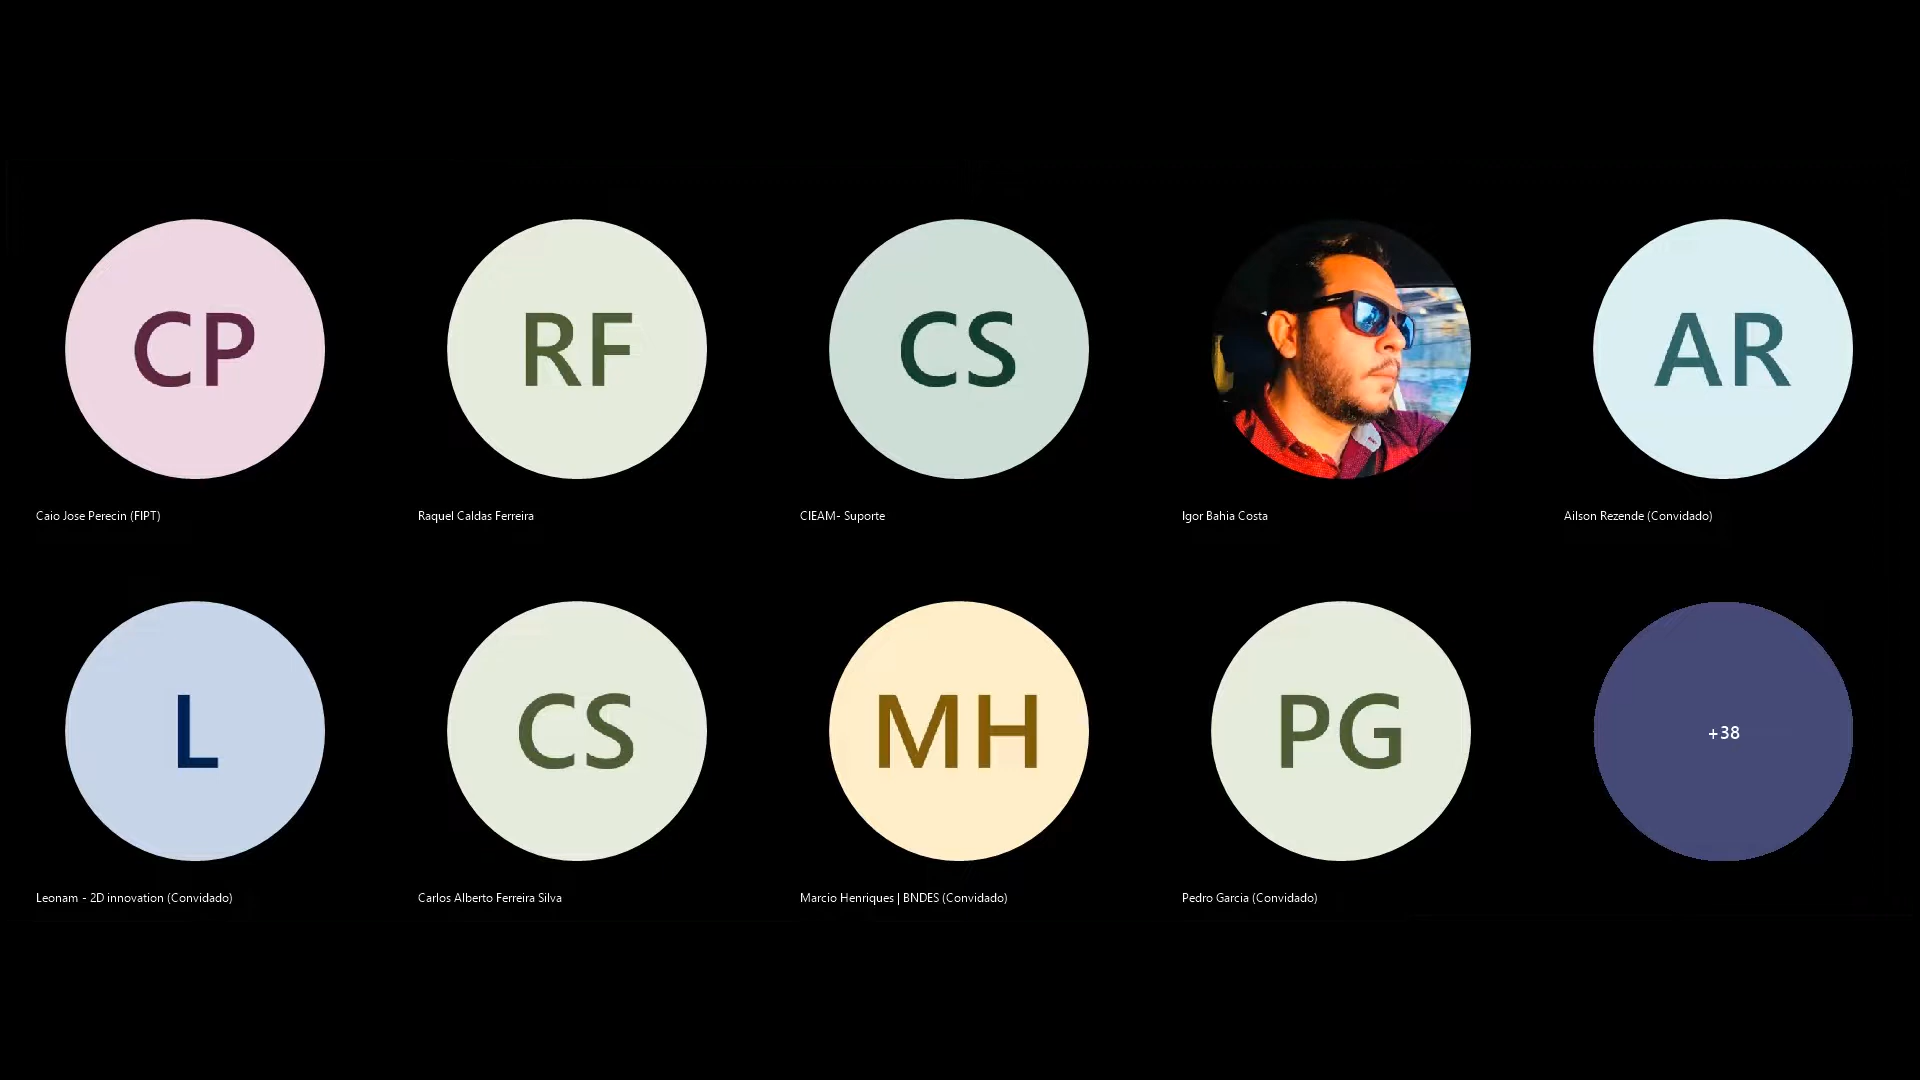 CP
RF
CS
AR
Caio Jose Perecin (FIPT)
Raquel Caldas Ferreira
CIEAM- Suporte
Igor Bahia Costa
Ailson Rezende (Convidado)
L
CS
MH
PG
+38
Leonam - 2D innovation (Convidado)
Carlos Alberto Ferreira Silva
Marcio Henriques | BNDES (Convidado)
Pedro Garcia (Convidado)